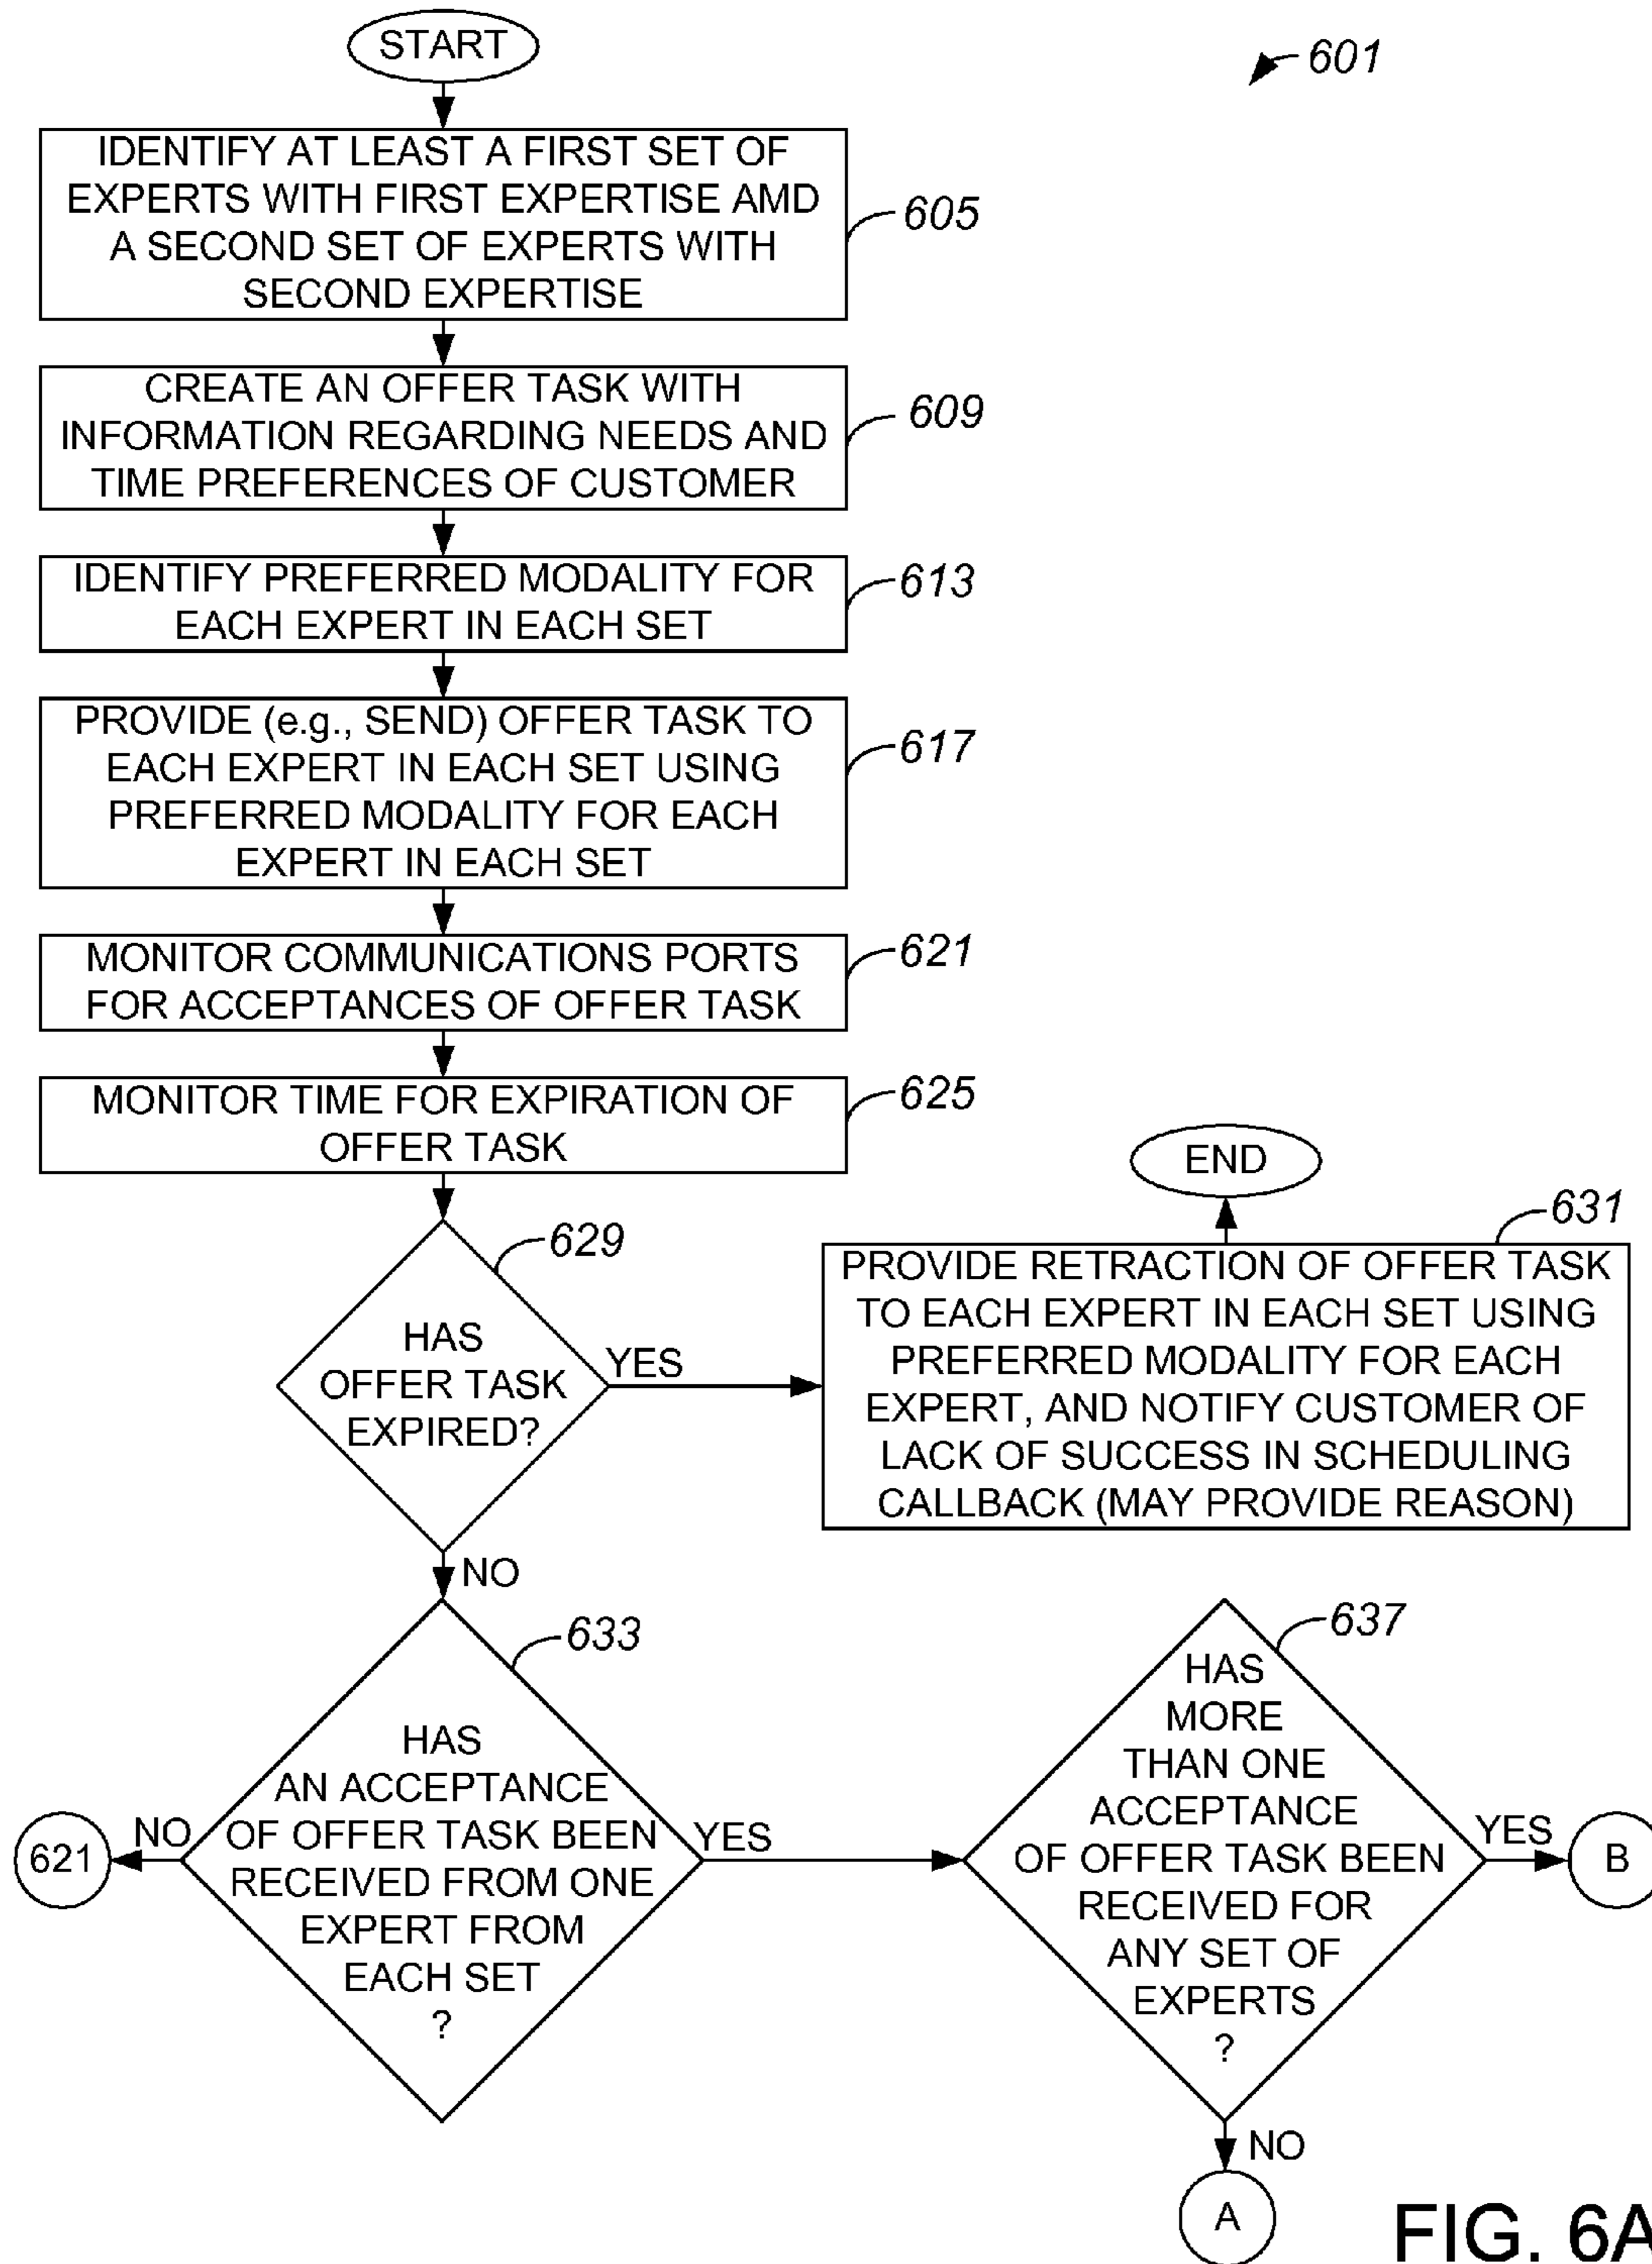 START
601
IDENTIFY AT LEAST A FIRST SET OF
EXPERTS WITH FIRST EXPERTISE AMD
A SECOND SET OF EXPERTS WITH
SECOND EXPERTISE
605
CREATE AN OFFER TASK WITH
INFORMATION REGARDING NEEDS AND
TIME PREFERENCES OF CUSTOMER
609
IDENTIFY PREFERRED MODALITY FOR
EACH EXPERT IN EACH SET
613
PROVIDE (e.g., SEND) OFFER TASK TO
EACH EXPERT IN EACH SET USING
PREFERRED MODALITY FOR EACH
EXPERT IN EACH SET
617
MONITOR COMMUNICATIONS PORTS
FOR ACCEPTANCES OF OFFER TASK
621
MONITOR TIME FOR EXPIRATION OF
OFFER TASK
625
HAS
OFFER TASK
EXPIRED?
629
YES
END
631
PROVIDE RETRACTION OF OFFER TASK
TO EACH EXPERT IN EACH SET USING
PREFERRED MODALITY FOR EACH
EXPERT, AND NOTIFY CUSTOMER OF
LACK OF SUCCESS IN SCHEDULING
CALLBACK (MAY PROVIDE REASON)
NO
633
HAS
AN ACCEPTANCE
OF OFFER TASK BEEN
RECEIVED FROM ONE
EXPERT FROM
EACH SET
?
NO
621
YES
637
HAS
MORE
THAN ONE
ACCEPTANCE
OF OFFER TASK BEEN
RECEIVED FOR
ANY SET OF
EXPERTS
?
YES
B
NO
A
FIG. 6A